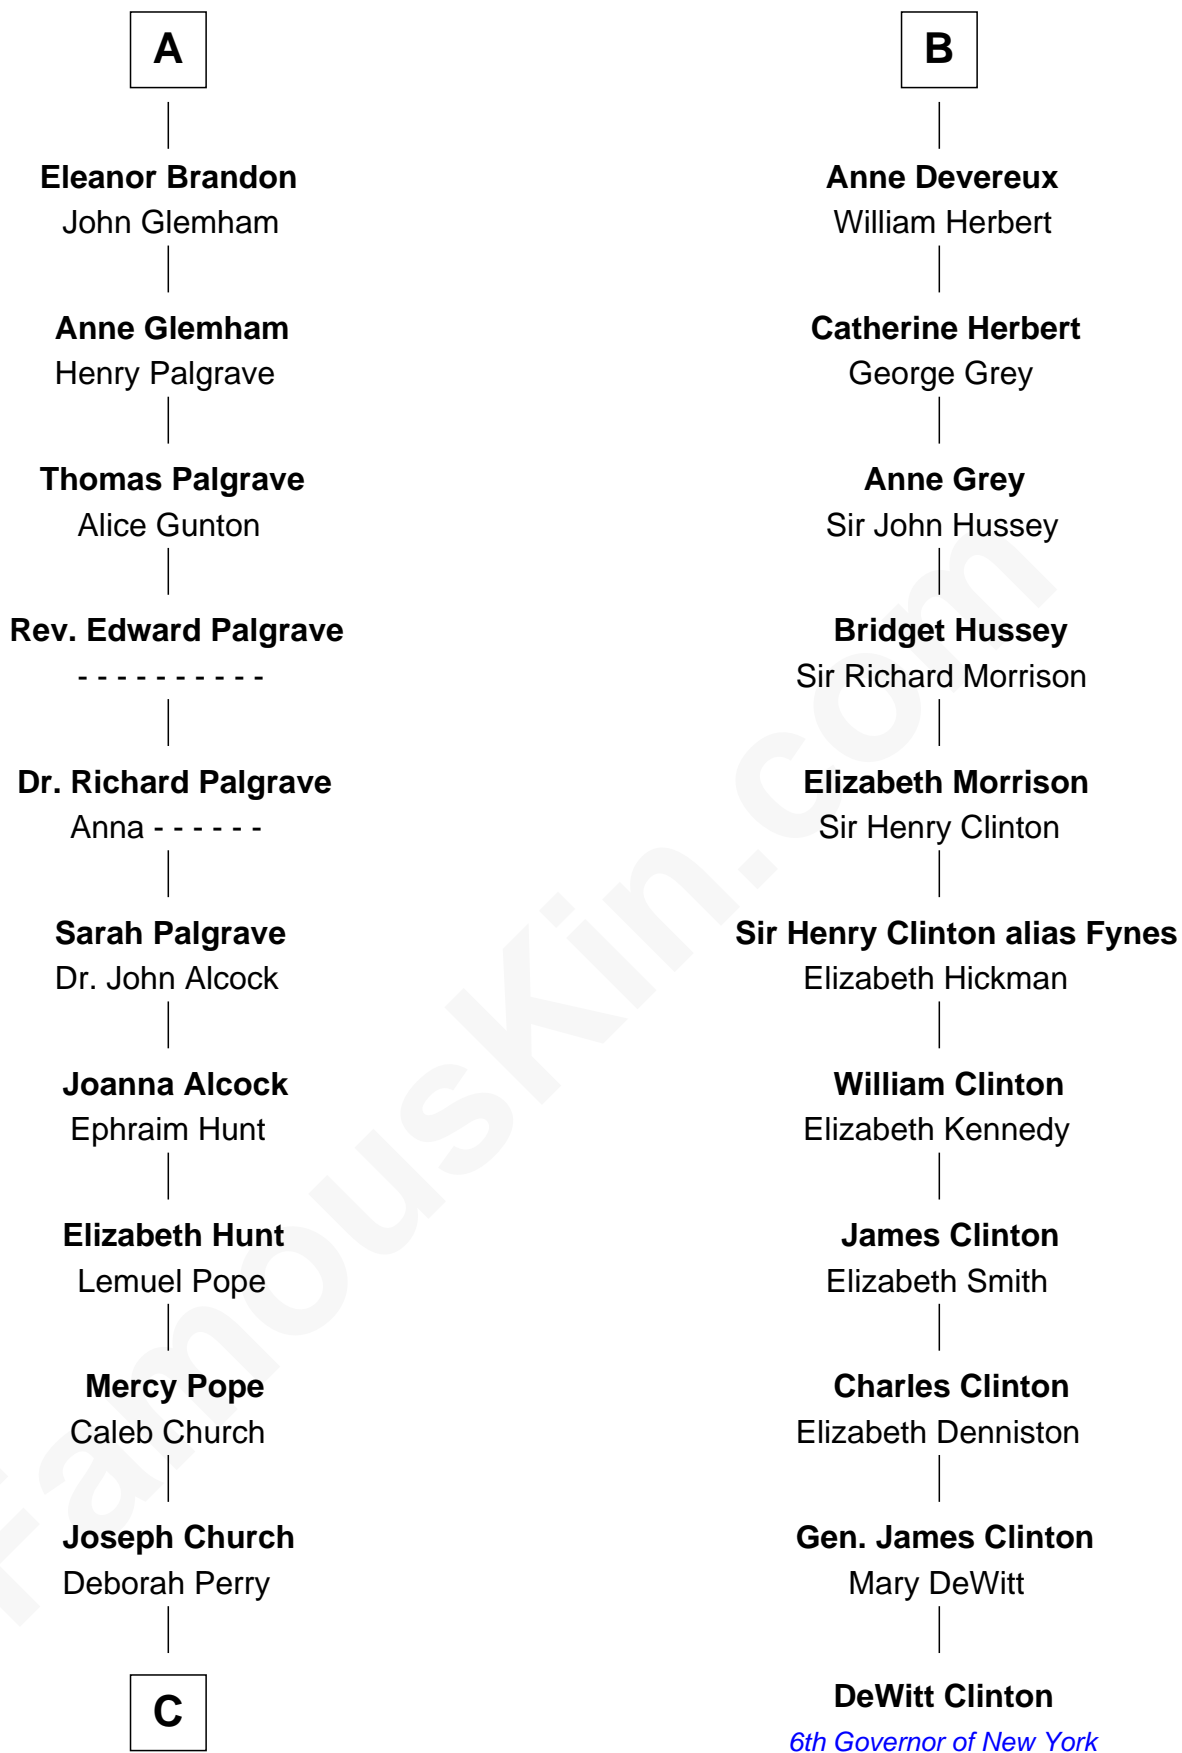 A
Eleanor Brandon
John Glemham
Anne Glemham
Henry Palgrave
Thomas Palgrave
Alice Gunton
Rev. Edward Palgrave
- - - - - - - - - -
Dr. Richard Palgrave
Anna - - - - - -
Sarah Palgrave
Dr. John Alcock
Joanna Alcock
Ephraim Hunt
Elizabeth Hunt
Lemuel Pope
Mercy Pope
Caleb Church
Joseph Church
Deborah Perry
C
B
Anne Devereux
William Herbert
Catherine Herbert
George Grey
Anne Grey
Sir John Hussey
Bridget Hussey
Sir Richard Morrison
Elizabeth Morrison
Sir Henry Clinton
Sir Henry Clinton alias Fynes
Elizabeth Hickman
William Clinton
Elizabeth Kennedy
James Clinton
Elizabeth Smith
Charles Clinton
Elizabeth Denniston
Gen. James Clinton
Mary DeWitt
DeWitt Clinton
6th Governor of New York
FamousKin.com